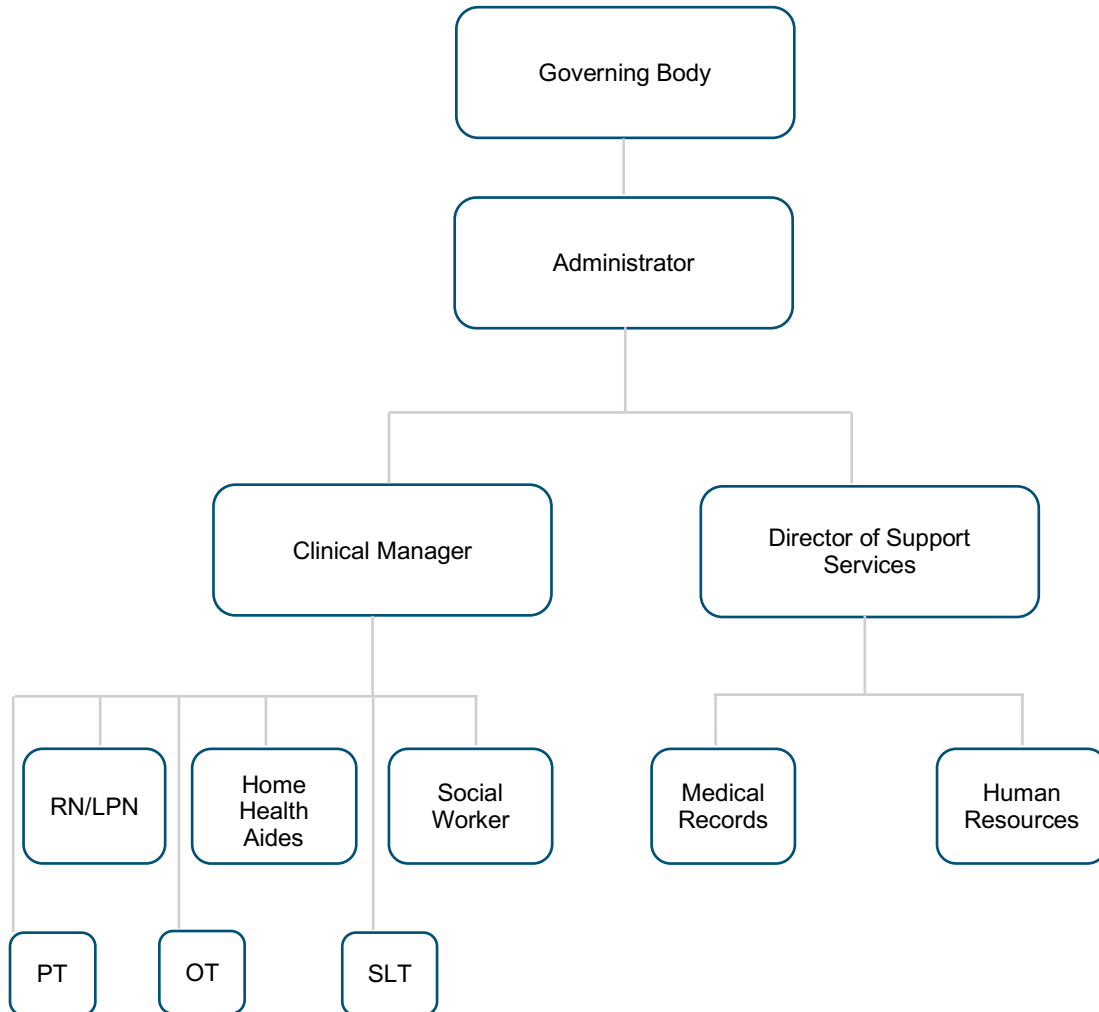 Governing Body
Administrator
Clinical Manager
Director of Support
Services
RN/LPN
Home
Health
Aides
Social
Worker
Medical
Records
Human
Resources
PT
OT
SLT